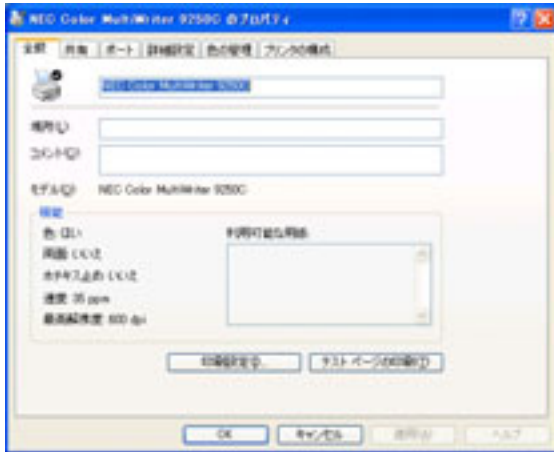 NEC Color MultiWriter 9250C のプロパティ
全般 共有 ポート 詳細設定 色の管理 プリンタの構成
NEC Color MultiWriter 9250C
場所(L)
コメント(C)
モデル(O) NEC Color MultiWriter 9250C
機能
色 はい 利用可能な用紙
両面 いいえ
ホチキス止め いいえ
速度 35 ppm
最高解像度 600 dpi
印刷設定(I)... テスト ページの印刷(T)
OK キャンセル 適用(A) ヘルプ